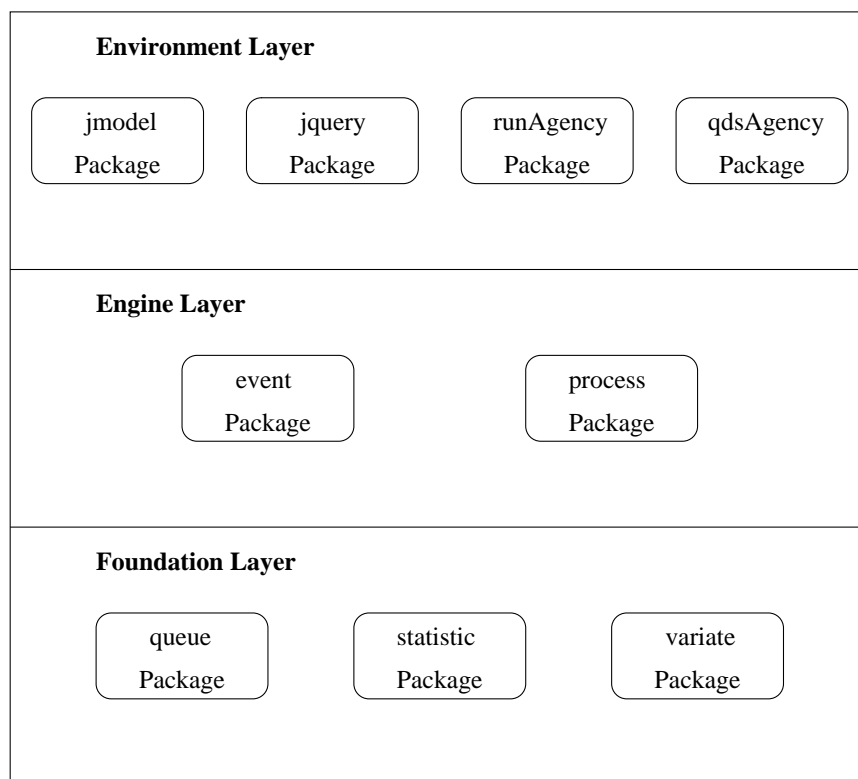 Environment Layer
jmodel
Package
jquery
Package
runAgency
Package
qdsAgency
Package
Engine Layer
event
Package
process
Package
Foundation Layer
queue
Package
statistic
Package
variate
Package